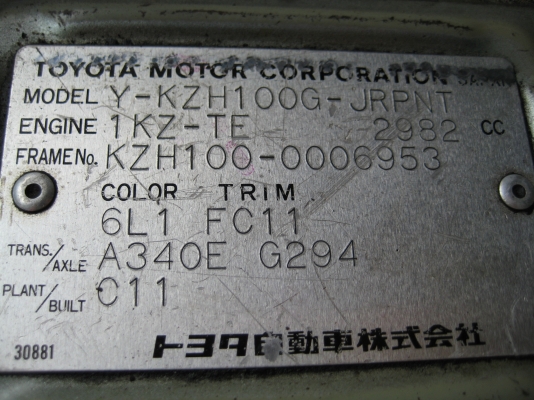 TOYOTA MOTOR CORPORATION JAPAN
MODEL Y-KZH100G-JRPNT
ENGINE 1KZ-TE 2982 CC
FRAME No. KZH100-0006953
COLOR TRIM
6L1 FC11
TRANS./AXLE A340E G294
PLANT/BUILT C11
30881 トヨタ自動車株式会社